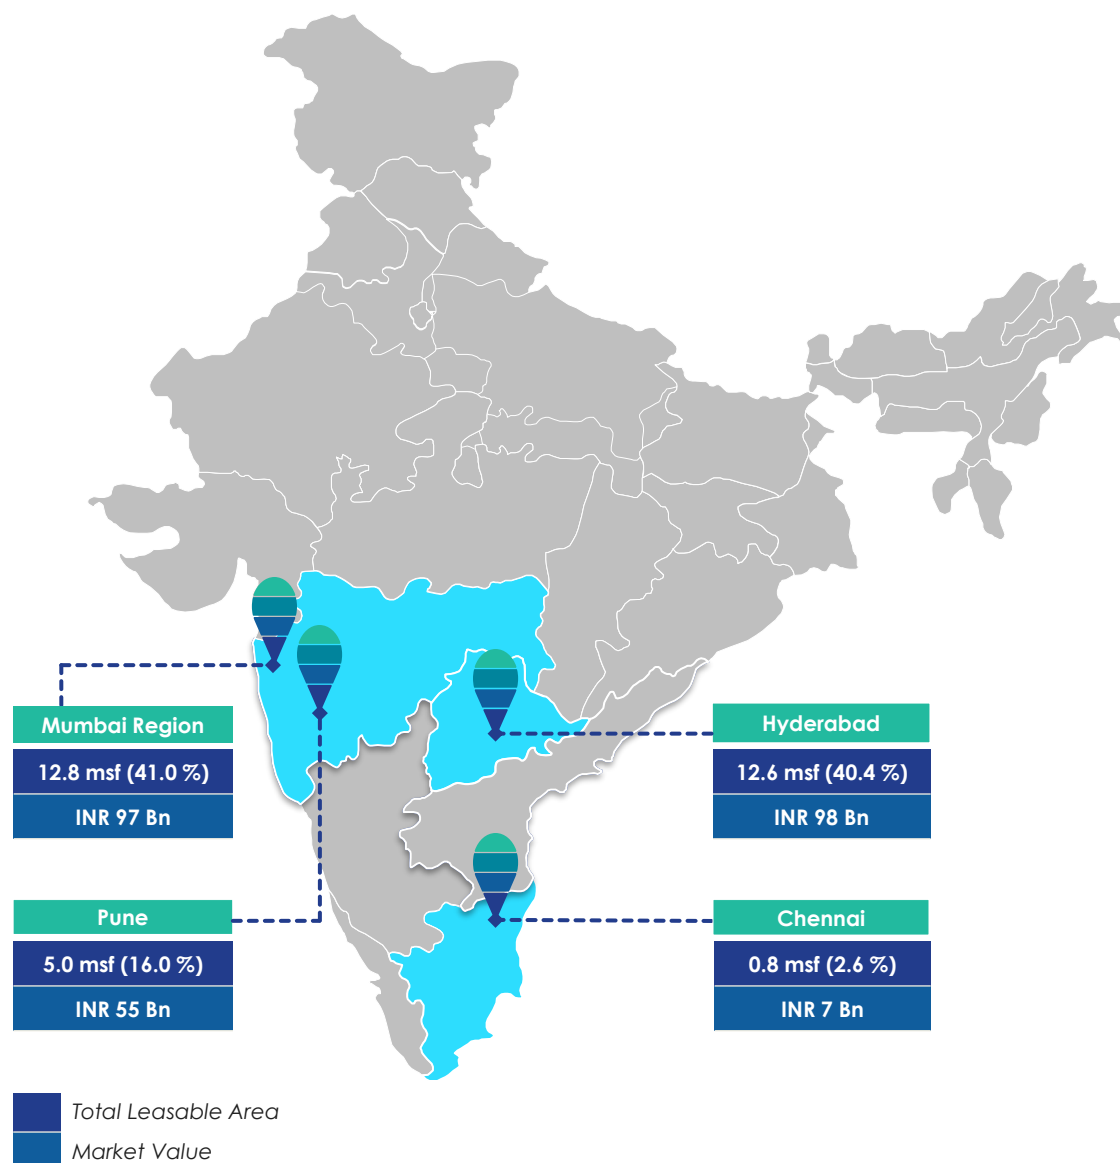 Mumbai Region
12.8 msf (41.0 %)
INR 97 Bn
Hyderabad
12.6 msf (40.4 %)
INR 98 Bn
Pune
5.0 msf (16.0 %)
INR 55 Bn
Chennai
0.8 msf (2.6 %)
INR 7 Bn
Total Leasable Area
Market Value